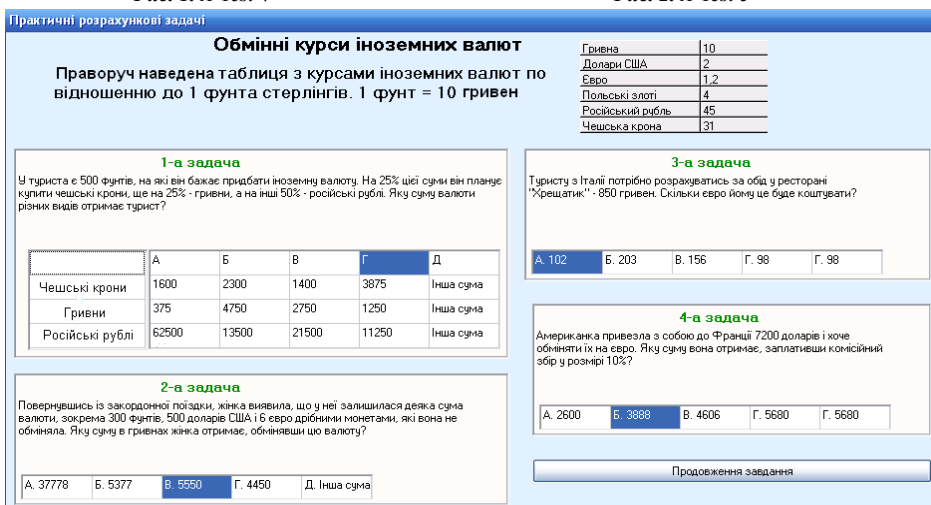 Практичні розрахункові задачі
Обмінні курси іноземних валют
Праворуч наведена таблиця з курсами іноземних валют по
відношенню до 1 фунта стерлінгів. 1 фунт = 10 гривен
Гривна 10
Долари США 2
Євро 1,2
Польські злоті 4
Російський рубль 45
Чешська крона 31
1-а задача
У туриста є 500 фунтів, на які він бажає придбати іноземну валюту. На 25% цієї суми він планує
купити чешські крони, ще на 25% - гривни, а на інші 50% - російські рублі. Яку суму валюти
різних видів отримає турист?
А Б В Г Д
Чешські крони 1600 2300 1400 3875 Інша сума
Гривни 375 4750 2750 1250 Інша сума
Російські рублі 62500 13500 21500 11250 Інша сума
2-а задача
Повернувшись із закордонної поїздки, жінка виявила, що у неї залишилася деяка сума
валюти, зокрема 300 фунтів, 500 доларів США і 6 євро дрібними монетами, які вона не
обміняла. Яку суму в гривнах жінка отримає, обмінявши цю валюту?
А. 37778 Б. 5377 В. 5550 Г. 4450 Д. Інша сума
3-а задача
Туристу з Італії потрібно розрахуватись за обід у ресторані
"Хрещатик" - 850 гривен. Скільки євро йому це буде коштувати?
А. 102 Б. 203 В. 156 Г. 98 Г. 98
4-а задача
Американка привезла з собою до Франції 7200 доларів і хоче
обміняти їх на євро. Яку суму вона отримає, заплативши комісійний
збір у розмірі 10%?
А. 2600 Б. 3888 В. 4606 Г. 5680 Г. 5680
Продовження завдання